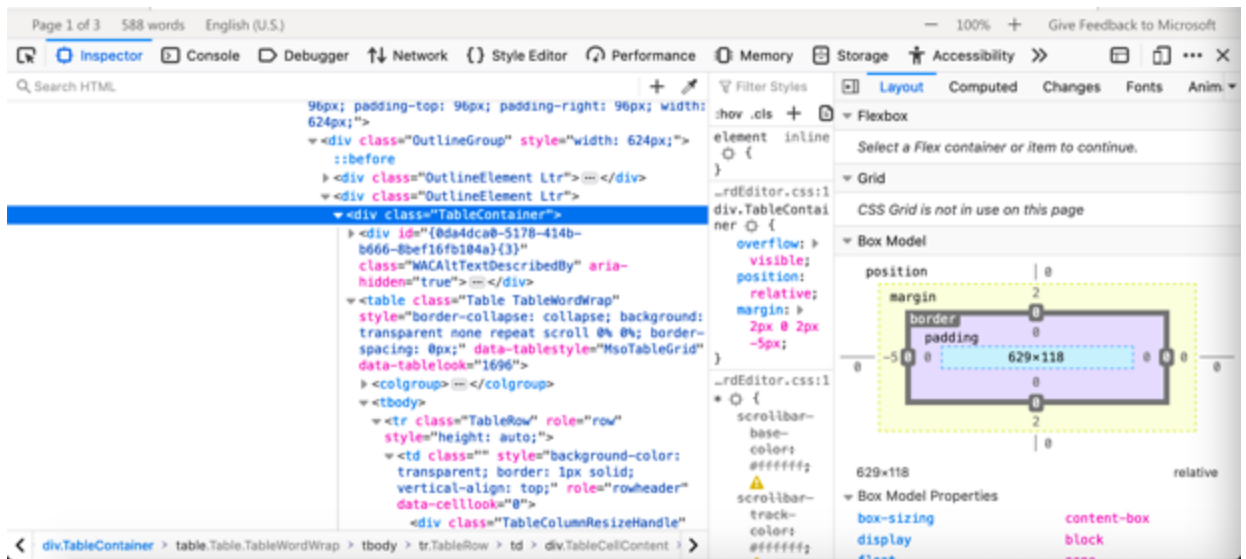 Page 1 of 3 588 words English (U.S.) — 100% + Give Feedback to Microsoft
Inspector Console Debugger Network {} Style Editor Performance Memory Storage Accessibility >> ••• ×
Search HTML +
96px; padding-top: 96px; padding-right: 96px; width:
624px;">
<div class="OutlineGroup" style="width: 624px;">
::before
<div class="OutlineElement Ltr">⋯</div>
<div class="OutlineElement Ltr">
<div class="TableContainer">
<div id="{0da4dca0-5178-414b-
b666-8bef16fb104a}{3}"
class="WACAltTextDescribedBy" aria-
hidden="true">⋯</div>
<table class="Table TableWordWrap"
style="border-collapse: collapse; background:
transparent none repeat scroll 0% 0%; border-
spacing: 0px;" data-tablestyle="MsoTableGrid"
data-tablelook="1696">
<colgroup>⋯</colgroup>
<tbody>
<tr class="TableRow" role="row"
style="height: auto;">
<td class="" style="background-color:
transparent; border: 1px solid;
vertical-align: top;" role="rowheader"
data-celllook="0">
<div class="TableColumnResizeHandle"
< div.TableContainer > table.Table.TableWordWrap > tbody > tr.TableRow > td > div.TableCellContent > >
Filter Styles
:hov .cls +
element inline
{
}
…rdEditor.css:1
div.TableContai
ner {
overflow:
visible;
position:
relative;
margin:
2px 0 2px
-5px;
}
…rdEditor.css:1
* {
scrollbar-
base-
color:
#ffffff;
scrollbar-
track-
color:
#ffffff;
Layout Computed Changes Fonts Anim.
Flexbox
Select a Flex container or item to continue.
Grid
CSS Grid is not in use on this page
Box Model
position 0
margin 2
border 0
padding 0
0 -5 0 0 629×118 0 0 0 0
0
0
2
0
629×118 relative
Box Model Properties
box-sizing content-box
display block
float none